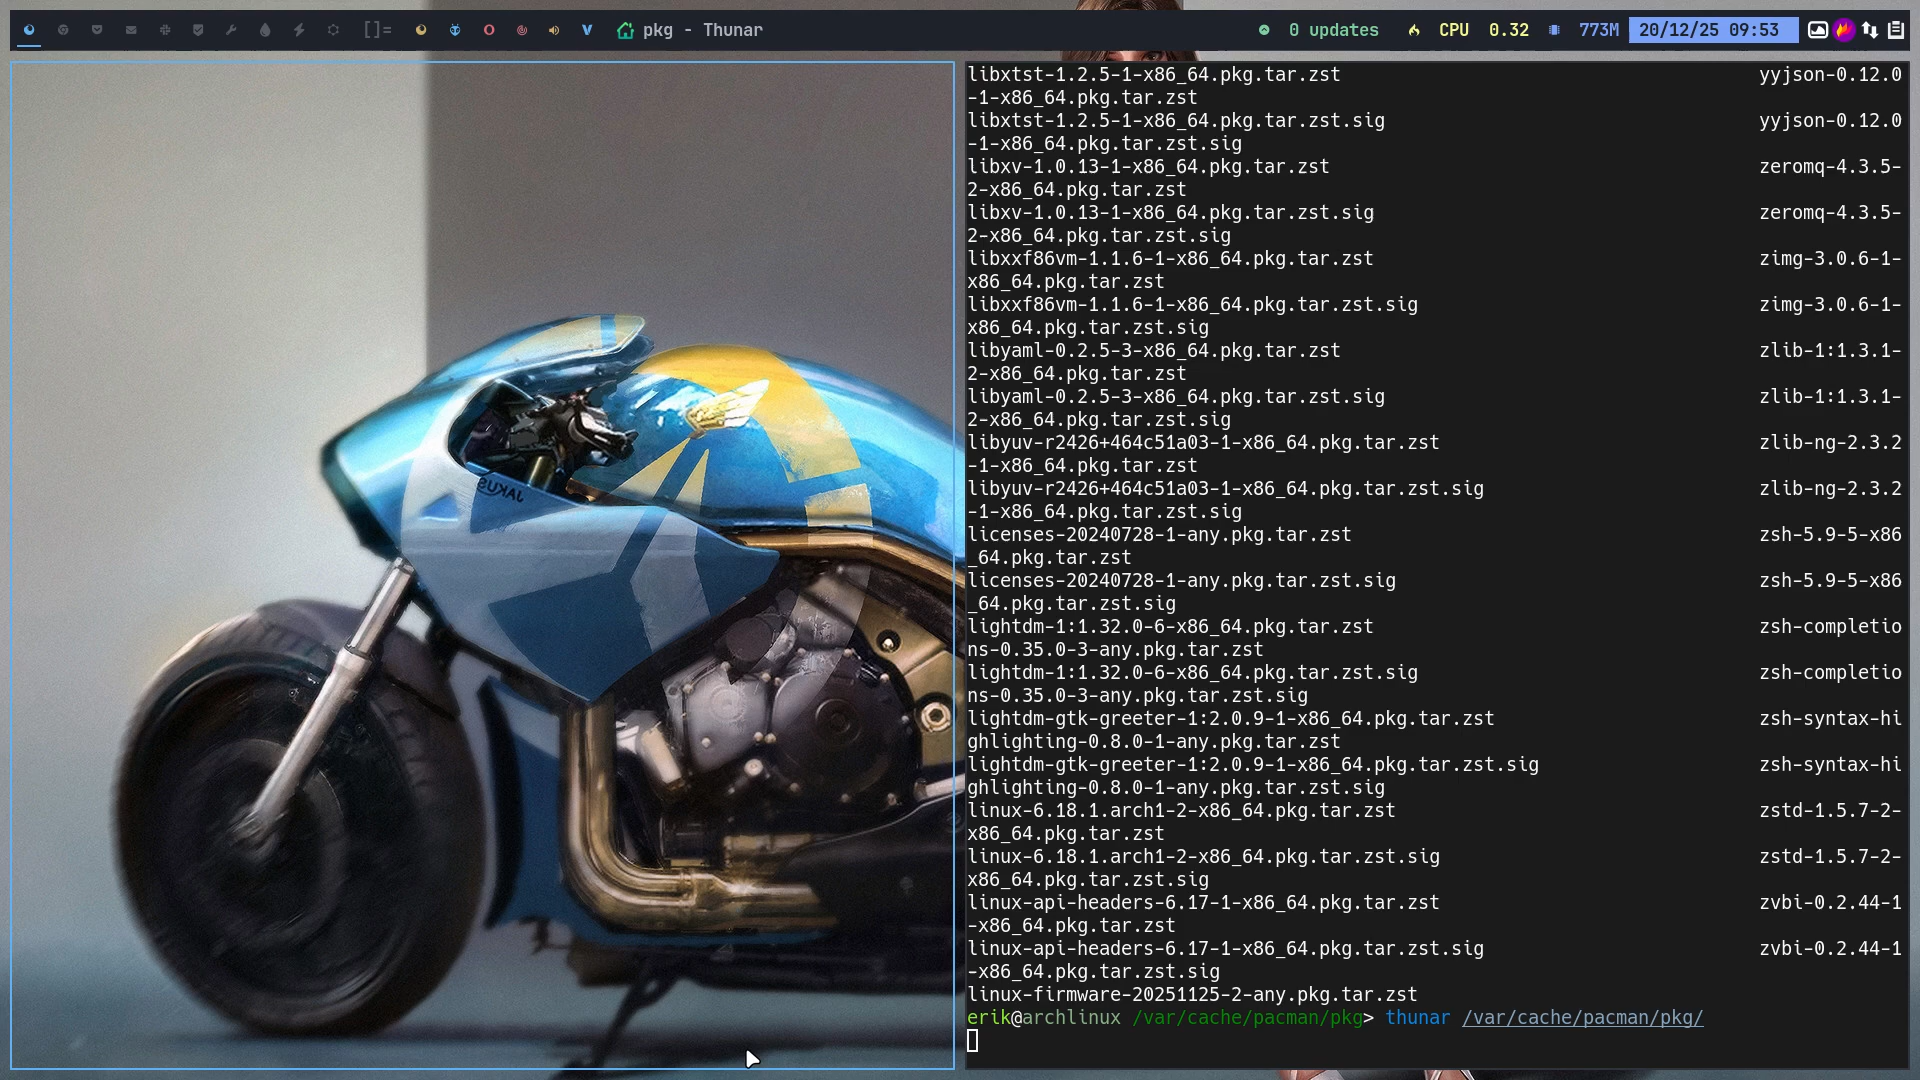 []=
pkg - Thunar
0 updates
CPU 0.32
773M
20/12/25 09:53
JAKUSA
libxtst-1.2.5-1-x86_64.pkg.tar.zst yyjson-0.12.0
-1-x86_64.pkg.tar.zst
libxtst-1.2.5-1-x86_64.pkg.tar.zst.sig yyjson-0.12.0
-1-x86_64.pkg.tar.zst.sig
libxv-1.0.13-1-x86_64.pkg.tar.zst zeromq-4.3.5-
2-x86_64.pkg.tar.zst
libxv-1.0.13-1-x86_64.pkg.tar.zst.sig zeromq-4.3.5-
2-x86_64.pkg.tar.zst.sig
libxxf86vm-1.1.6-1-x86_64.pkg.tar.zst zimg-3.0.6-1-
x86_64.pkg.tar.zst
libxxf86vm-1.1.6-1-x86_64.pkg.tar.zst.sig zimg-3.0.6-1-
x86_64.pkg.tar.zst.sig
libyaml-0.2.5-3-x86_64.pkg.tar.zst zlib-1:1.3.1-
2-x86_64.pkg.tar.zst
libyaml-0.2.5-3-x86_64.pkg.tar.zst.sig zlib-1:1.3.1-
2-x86_64.pkg.tar.zst.sig
libyuv-r2426+464c51a03-1-x86_64.pkg.tar.zst zlib-ng-2.3.2
-1-x86_64.pkg.tar.zst
libyuv-r2426+464c51a03-1-x86_64.pkg.tar.zst.sig zlib-ng-2.3.2
-1-x86_64.pkg.tar.zst.sig
licenses-20240728-1-any.pkg.tar.zst zsh-5.9-5-x86
_64.pkg.tar.zst
licenses-20240728-1-any.pkg.tar.zst.sig zsh-5.9-5-x86
_64.pkg.tar.zst.sig
lightdm-1:1.32.0-6-x86_64.pkg.tar.zst zsh-completio
ns-0.35.0-3-any.pkg.tar.zst
lightdm-1:1.32.0-6-x86_64.pkg.tar.zst.sig zsh-completio
ns-0.35.0-3-any.pkg.tar.zst.sig
lightdm-gtk-greeter-1:2.0.9-1-x86_64.pkg.tar.zst zsh-syntax-hi
ghlighting-0.8.0-1-any.pkg.tar.zst
lightdm-gtk-greeter-1:2.0.9-1-x86_64.pkg.tar.zst.sig zsh-syntax-hi
ghlighting-0.8.0-1-any.pkg.tar.zst.sig
linux-6.18.1.arch1-2-x86_64.pkg.tar.zst zstd-1.5.7-2-
x86_64.pkg.tar.zst
linux-6.18.1.arch1-2-x86_64.pkg.tar.zst.sig zstd-1.5.7-2-
x86_64.pkg.tar.zst.sig
linux-api-headers-6.17-1-x86_64.pkg.tar.zst zvbi-0.2.44-1
-x86_64.pkg.tar.zst
linux-api-headers-6.17-1-x86_64.pkg.tar.zst.sig zvbi-0.2.44-1
-x86_64.pkg.tar.zst.sig
linux-firmware-20251125-2-any.pkg.tar.zst
erik@archlinux /var/cache/pacman/pkg> thunar /var/cache/pacman/pkg/